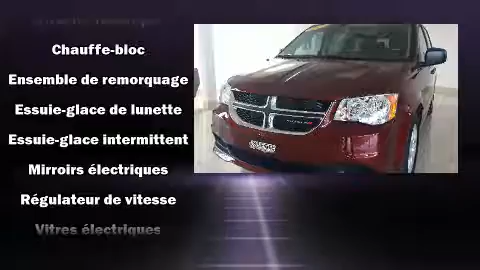 Chauffe-bloc
Ensemble de remorquage
Essuie-glace de lunette
Essuie-glace intermittent
Mirroirs électriques
Régulateur de vitesse
Vitres électriques